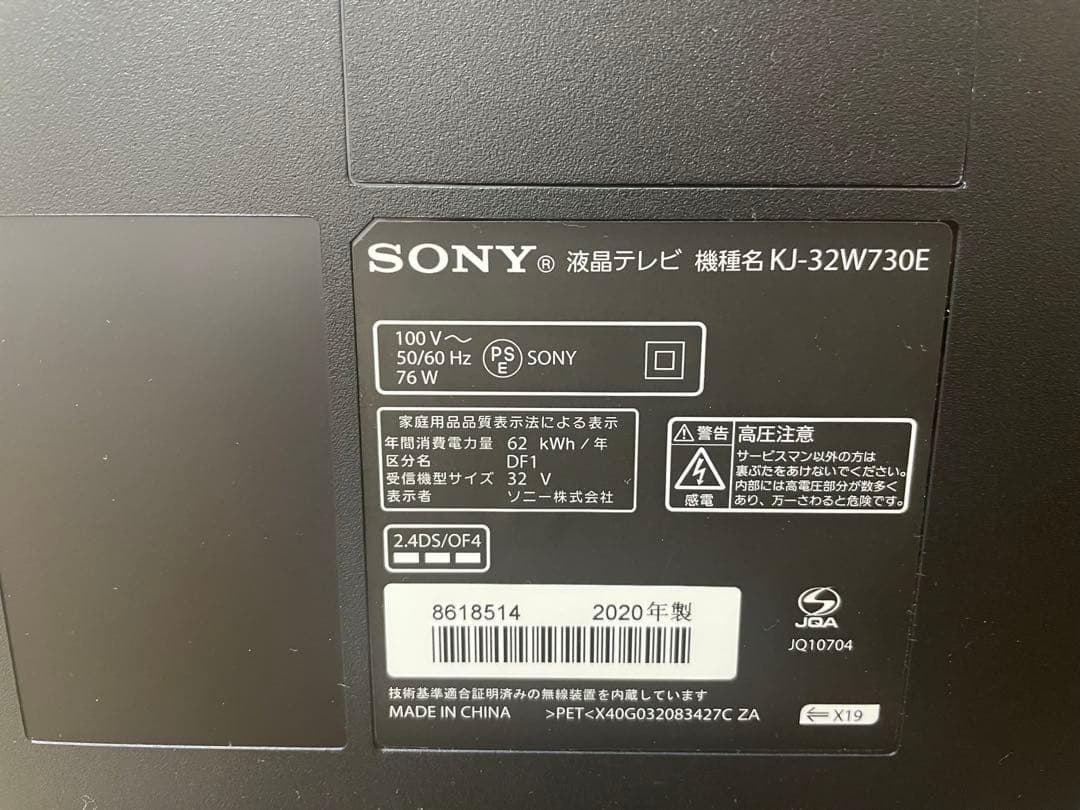 SONY® 液晶テレビ 機種名 KJ-32W730E
100 V～
50/60 Hz PSE SONY
76 W
家庭用品品質表示法による表示
年間消費電力量 62 kWh/年
区分名 DF1
受信機型サイズ 32 V
表示者 ソニー株式会社
⚠警告 高圧注意
感電
サービスマン以外の方は
裏ぶたをあけないでください。
内部には高電圧部分が数多く
あり、万一さわると危険です。
2.4DS/OF4
8618514 2020年製
JQA
JQ10704
技術基準適合証明済みの無線装置を内蔵しています
MADE IN CHINA >PET<X40G032083427C ZA
⇐ X19